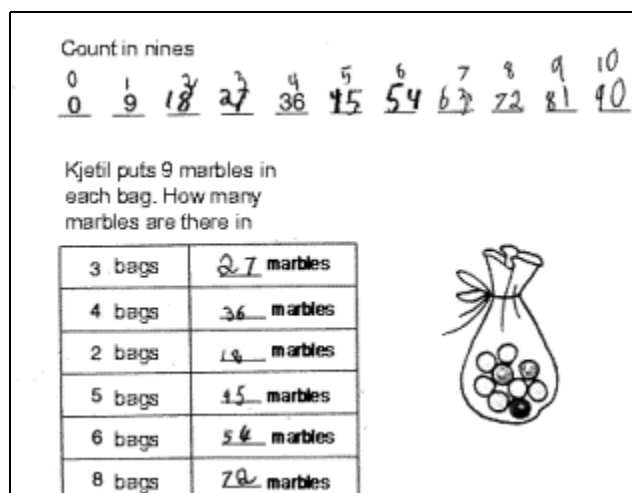 Count in nines
0 1 2 3 4 5 6 7 8 9 10
0 9 18 27 36 45 54 63 72 81 90
Kjetil puts 9 marbles in
each bag. How many
marbles are there in
3 bags 27 marbles
4 bags 36 marbles
2 bags 18 marbles
5 bags 45 marbles
6 bags 54 marbles
8 bags 72 marbles